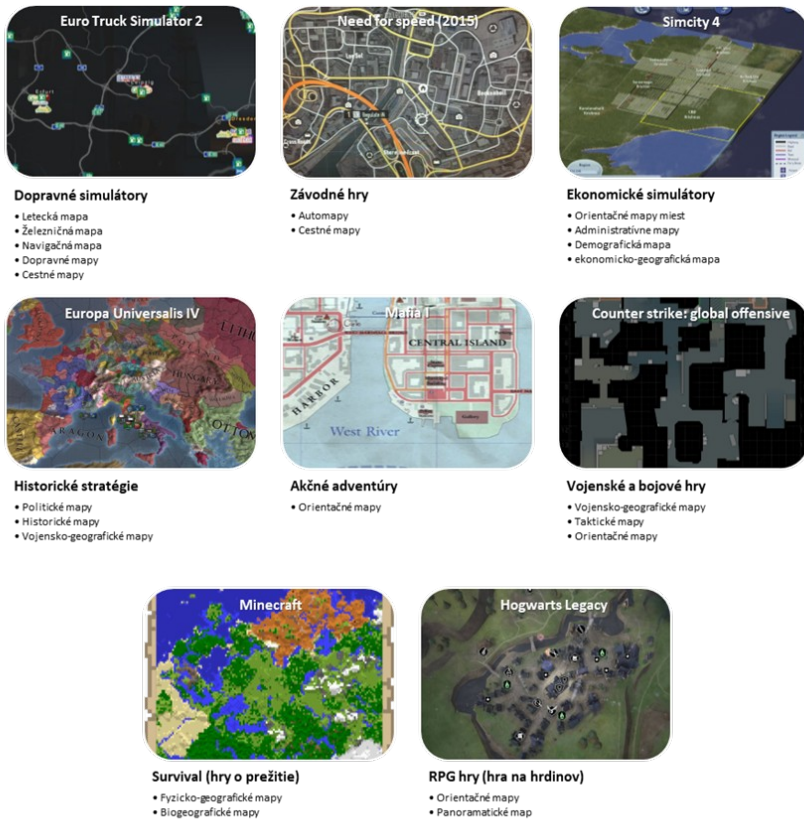 Euro Truck Simulator 2
Dopravné simulátory
• Letecká mapa
• Železničná mapa
• Navigačná mapa
• Dopravné mapy
• Cestné mapy
Need for speed (2015)
Závodné hry
• Automapy
• Cestné mapy
Simcity 4
Ekonomické simulátory
• Orientačné mapy miest
• Administratívne mapy
• Demografická mapa
• ekonomicko-geografická mapa
Europa Universalis IV
HUNGARY
ARAGON
OTTOM
Historické stratégie
• Politické mapy
• Historické mapy
• Vojensko-geografické mapy
Mafia I
CENTRAL ISLAND
HARBOR
West River
Gallery
Akčné adventúry
• Orientačné mapy
Counter strike: global offensive
Vojenské a bojové hry
• Vojensko-geografické mapy
• Taktické mapy
• Orientačné mapy
Minecraft
Survival (hry o prežitie)
• Fyzicko-geografické mapy
• Biogeografické mapy
Hogwarts Legacy
RPG hry (hra na hrdinov)
• Orientačné mapy
• Panoramatické map